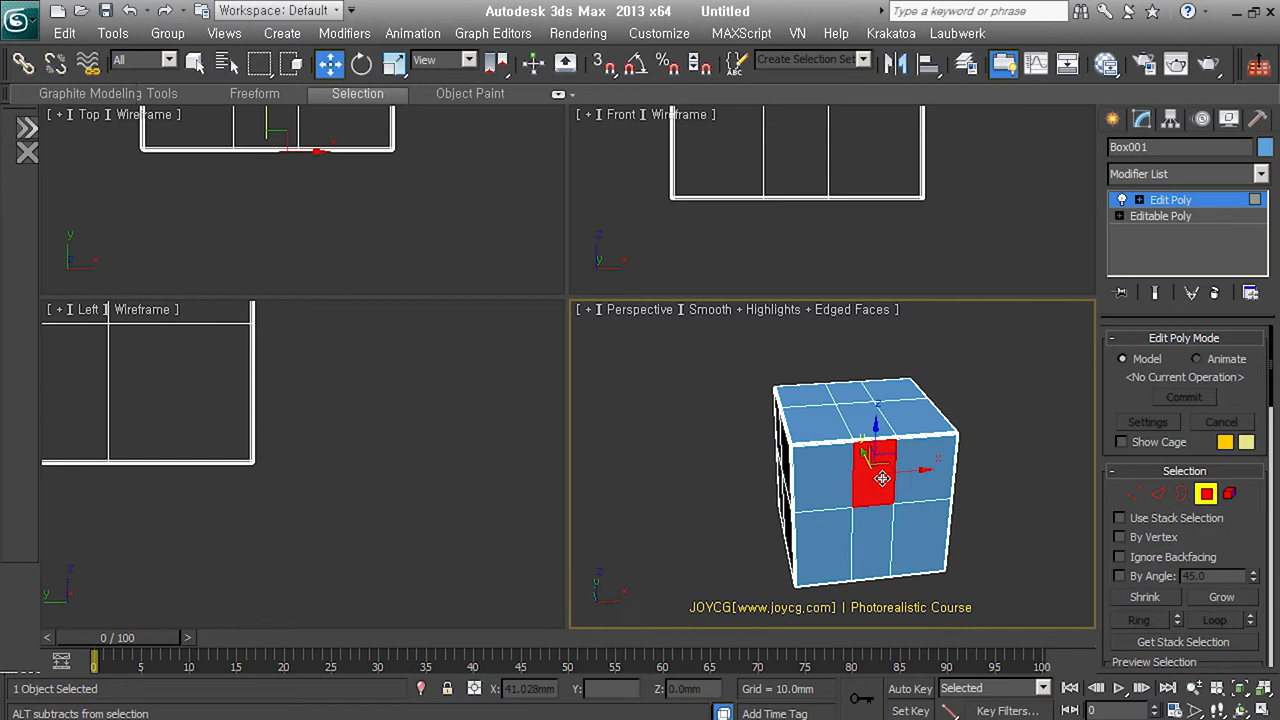 Workspace: Default
Autodesk 3ds Max 2013 x64
Untitled
Type a keyword or phrase
Edit
Tools
Group
Views
Create
Modifiers
Animation
Graph Editors
Rendering
Customize
MAXScript
VN
Help
Krakatoa
Laubwerk
All
View
3
Create Selection Set
Graphite Modeling Tools
Freeform
Selection
Object Paint
[ + ] Top ] Wireframe ]
[ + ] Front ] Wireframe ]
x
y
z
x
z
y
x
[ + ] Left ] Wireframe ]
[ + ] Perspective ] Smooth + Highlights + Edged Faces ]
z
y
x
z
y
x
JOYCG[www.joycg.com] | Photorealistic Course
Box001
Modifier List
Edit Poly
Editable Poly
Edit Poly Mode
Model
Animate
<No Current Operation>
Commit
Settings
Cancel
Show Cage
Selection
Use Stack Selection
By Vertex
Ignore Backfacing
By Angle: 45.0
Shrink
Grow
Ring
Loop
Get Stack Selection
Preview Selection
< 0 / 100 >
0 5 10 15 20 25 30 35 40 45 50 55 60 65 70 75 80 85 90 95 100
1 Object Selected
X: 41.028mm
Y:
Z: 0.0mm
Grid = 10.0mm
Auto Key
Selected
ALT subtracts from selection
Add Time Tag
Set Key
Key Filters...
0